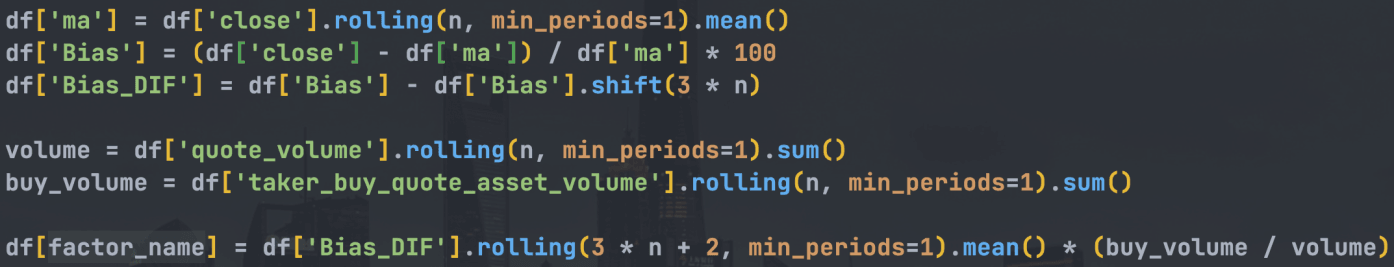 df['ma'] = df['close'].rolling(n, min_periods=1).mean()
df['Bias'] = (df['close'] - df['ma']) / df['ma'] * 100
df['Bias_DIF'] = df['Bias'] - df['Bias'].shift(3 * n)
volume = df['quote_volume'].rolling(n, min_periods=1).sum()
buy_volume = df['taker_buy_quote_asset_volume'].rolling(n, min_periods=1).sum()
df[factor_name] = df['Bias_DIF'].rolling(3 * n + 2, min_periods=1).mean() * (buy_volume / volume)